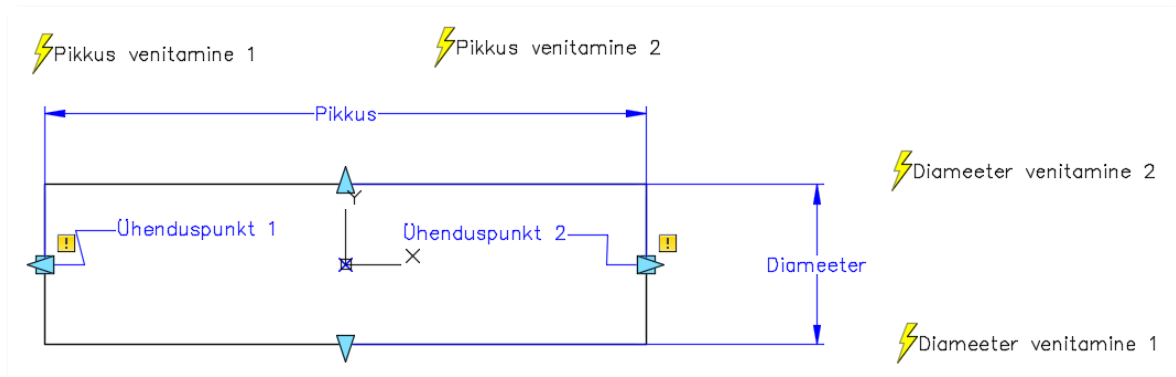 Pikkus venitamine 1
Pikkus venitamine 2
Pikkus
Diameeter venitamine 2
Y
Ühenduspunkt 1
Ühenduspunkt 2
X
Diameeter
Diameeter venitamine 1